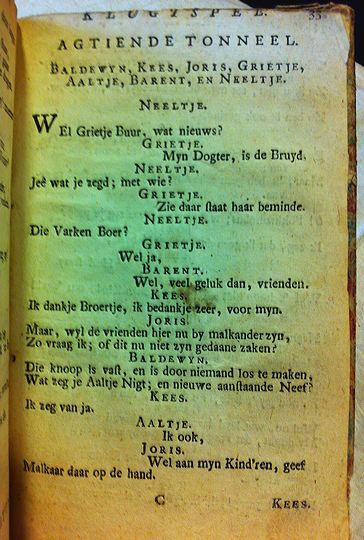 KLUGTSPEL. 33
AGTIENDE TONNEEL.
BALDEWYN, KEES, JORIS, GRIETJE,
AALTJE, BARENT, EN NEELTJE.
NEELTJE.
WEl Grietje Buur, wat nieuws?
GRIETJE.
Myn Dogter, is de Bruyd.
NEELTJE.
Jeê wat je zegd; met wie?
GRIETJE.
Zie daar staat haar beminde.
NEELTJE.
Die Varken Boer?
GRIETJE.
Wel ja,
BARENT.
Wel, veel geluk dan, vrienden.
KEES.
Ik dankje Broertje, ik bedankje zeer, voor myn.
JORIS.
Maar, wyl de vrienden hier nu by malkander zyn,
Zo vraag ik; of dit nu niet zyn gedaane zaken?
BALDEWYN.
Die knoop is vast, en is door niemand los te maken,
Wat zeg je Aaltje Nigt; en nieuwe aanstaande Neef?
KEES.
Ik zeg van ja.
AALTJE.
Ik ook,
JORIS.
Wel aan myn Kind'ren, geef
Malkaar daar op de hand.
C KEES.